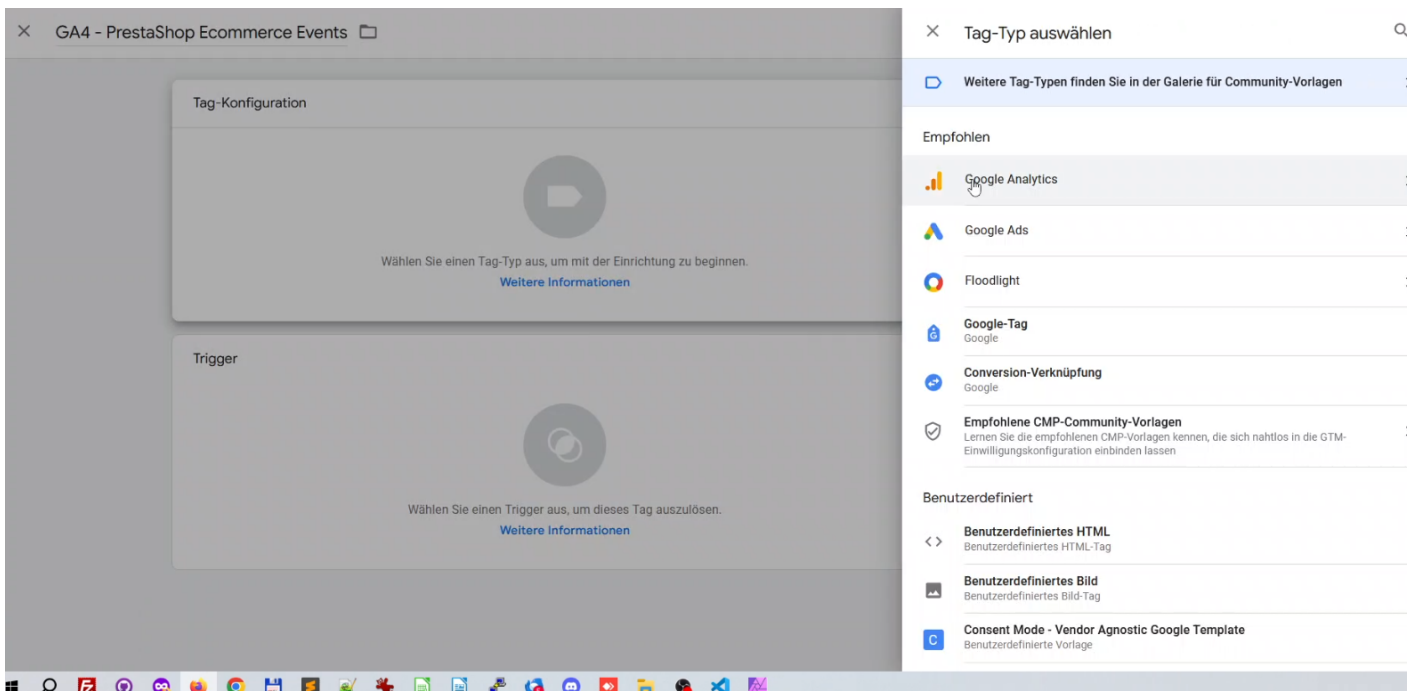 GA4 - PrestaShop Ecommerce Events
Tag-Konfiguration
Wählen Sie einen Tag-Typ aus, um mit der Einrichtung zu beginnen.
Weitere Informationen
Trigger
Wählen Sie einen Trigger aus, um dieses Tag auszulösen.
Weitere Informationen
Tag-Typ auswählen
Weitere Tag-Typen finden Sie in der Galerie für Community-Vorlagen
Empfohlen
Google Analytics
Google Ads
Floodlight
Google-Tag
Google
Conversion-Verknüpfung
Google
Empfohlene CMP-Community-Vorlagen
Lernen Sie die empfohlenen CMP-Vorlagen kennen, die sich nahtlos in die GTM-
Einwilligungskonfiguration einbinden lassen
Benutzerdefiniert
Benutzerdefiniertes HTML
Benutzerdefiniertes HTML-Tag
Benutzerdefiniertes Bild
Benutzerdefiniertes Bild-Tag
C
Consent Mode - Vendor Agnostic Google Template
Benutzerdefinierte Vorlage